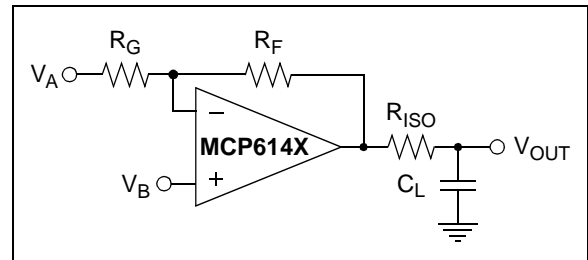 R_G
R_F
V_A
−
MCP614X
R_ISO
V_OUT
V_B
+
C_L